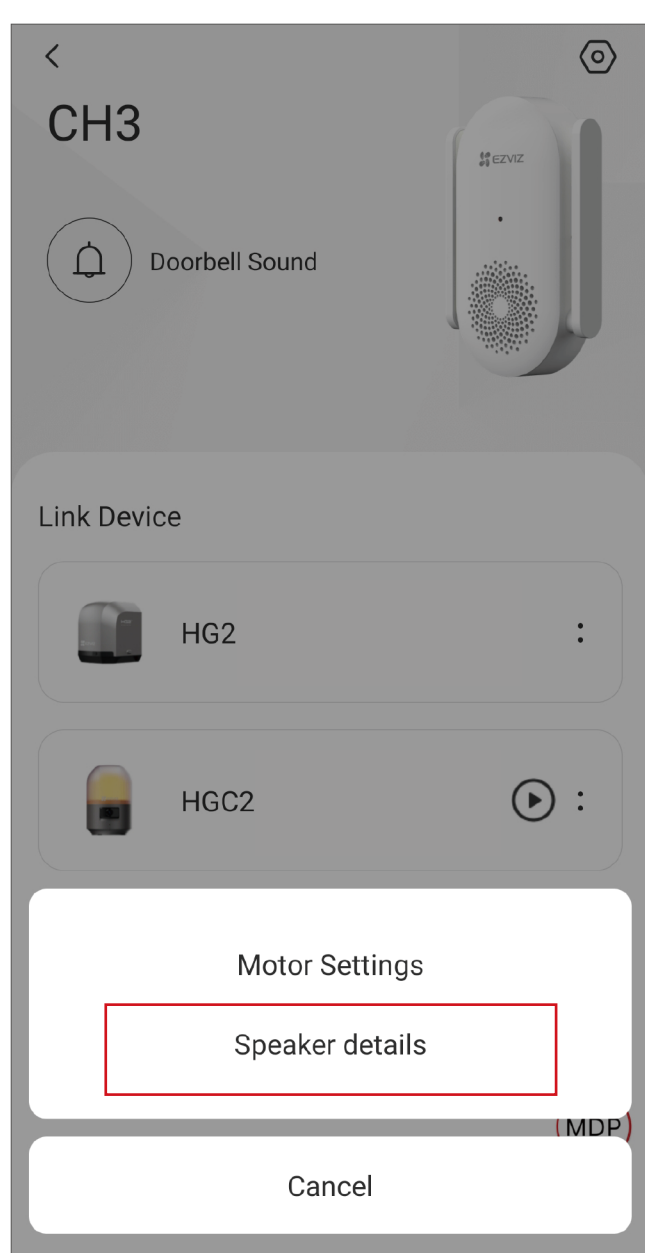 CH3
EZVIZ
Doorbell Sound
Link Device
HG2
HGC2
Motor Settings
Speaker details
(MDP)
Cancel